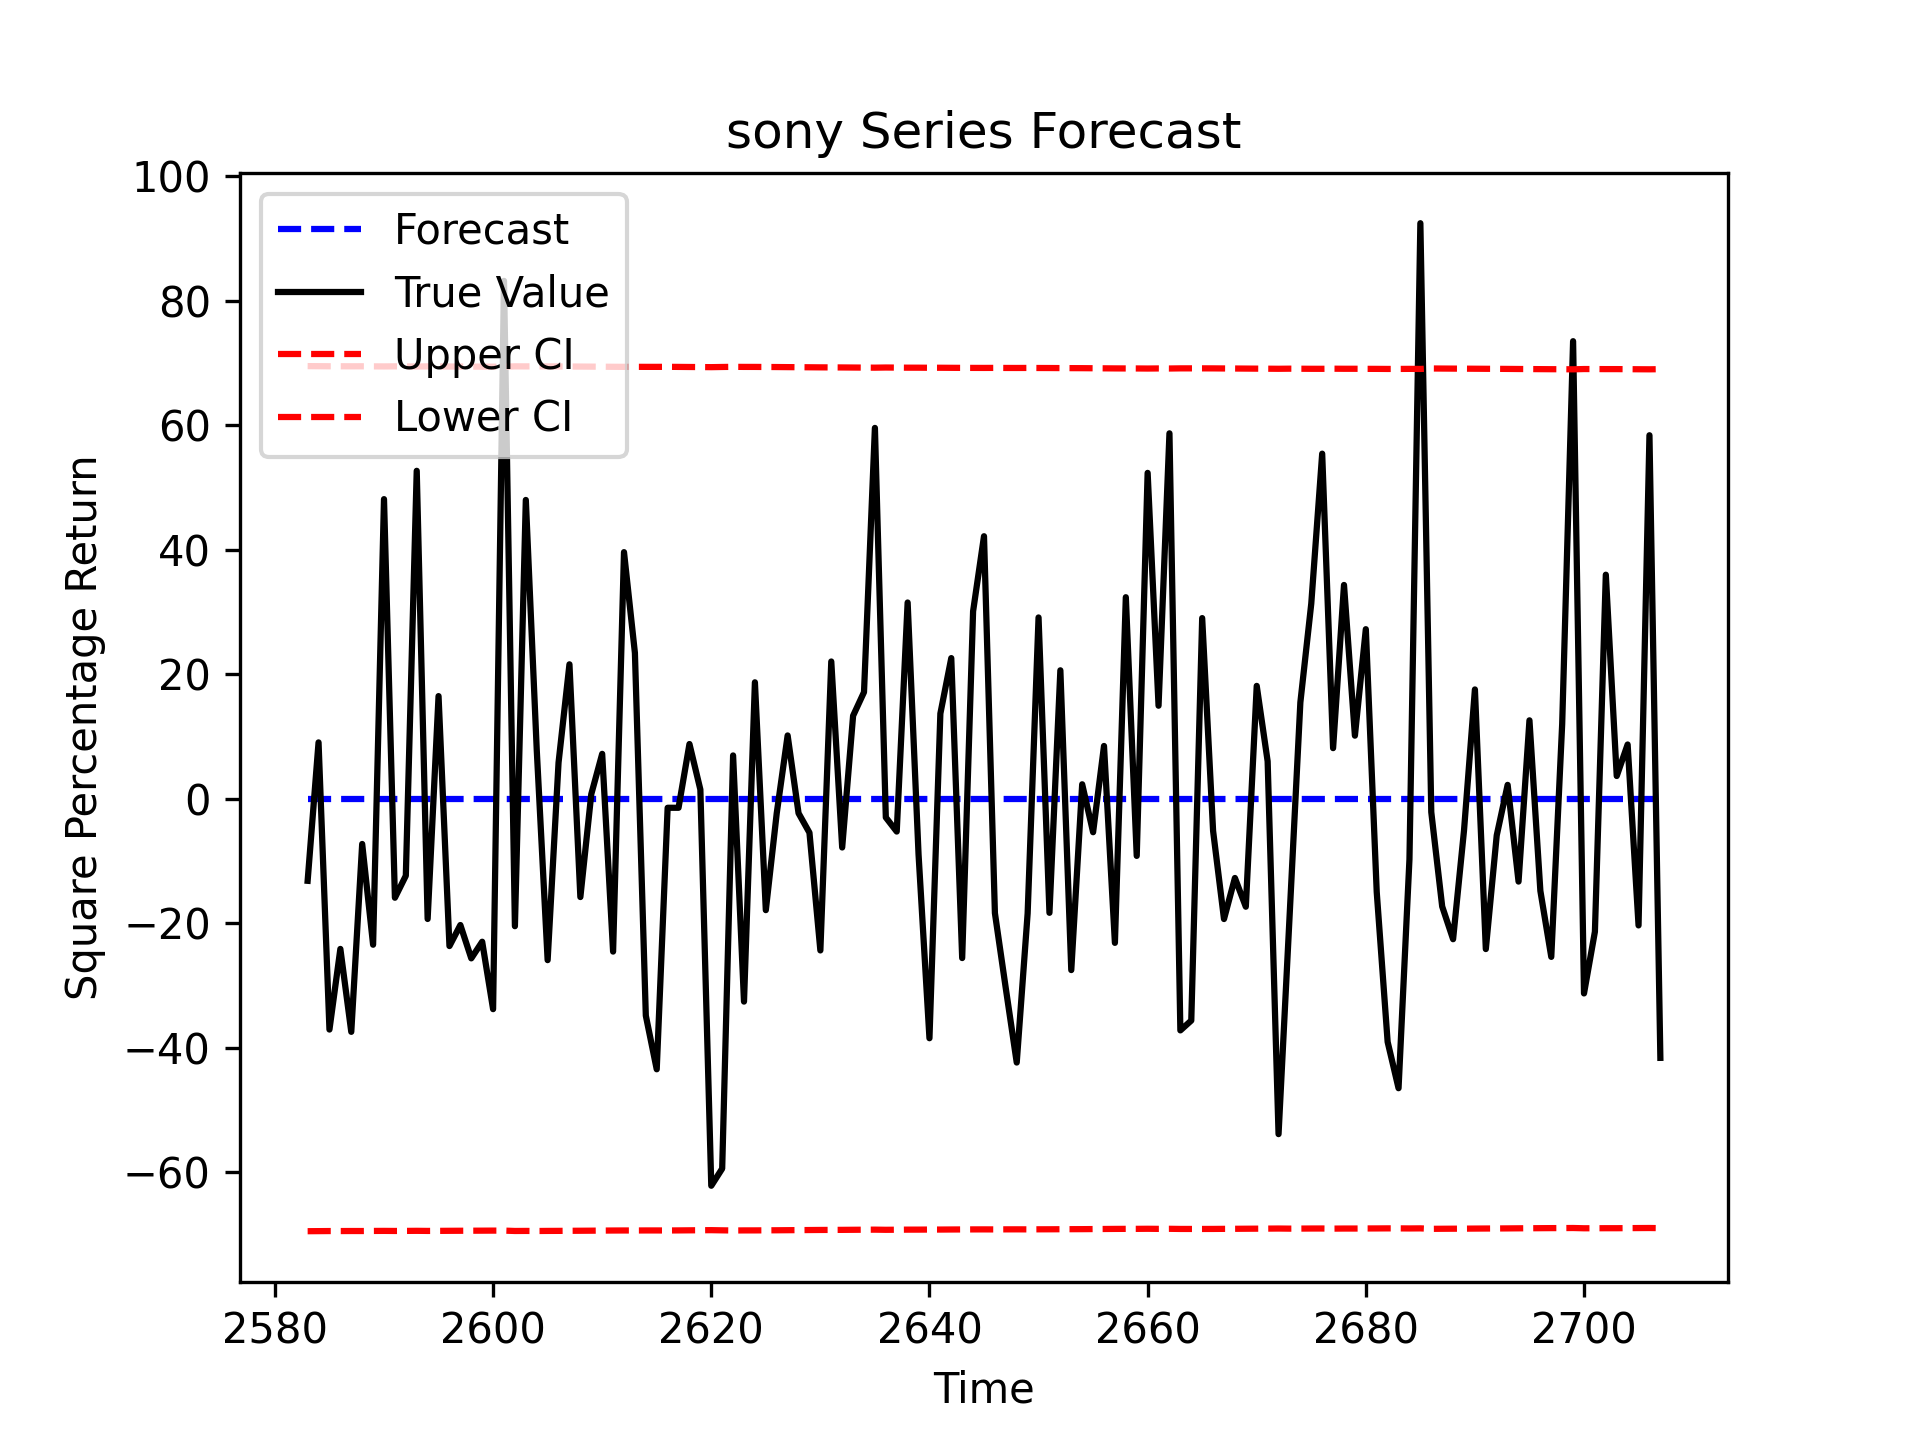 sony Series Forecast
100
80
60
40
20
0
−20
−40
−60
Square Percentage Return
Forecast
True Value
Upper CI
Lower CI
2580 2600 2620 2640 2660 2680 2700
Time